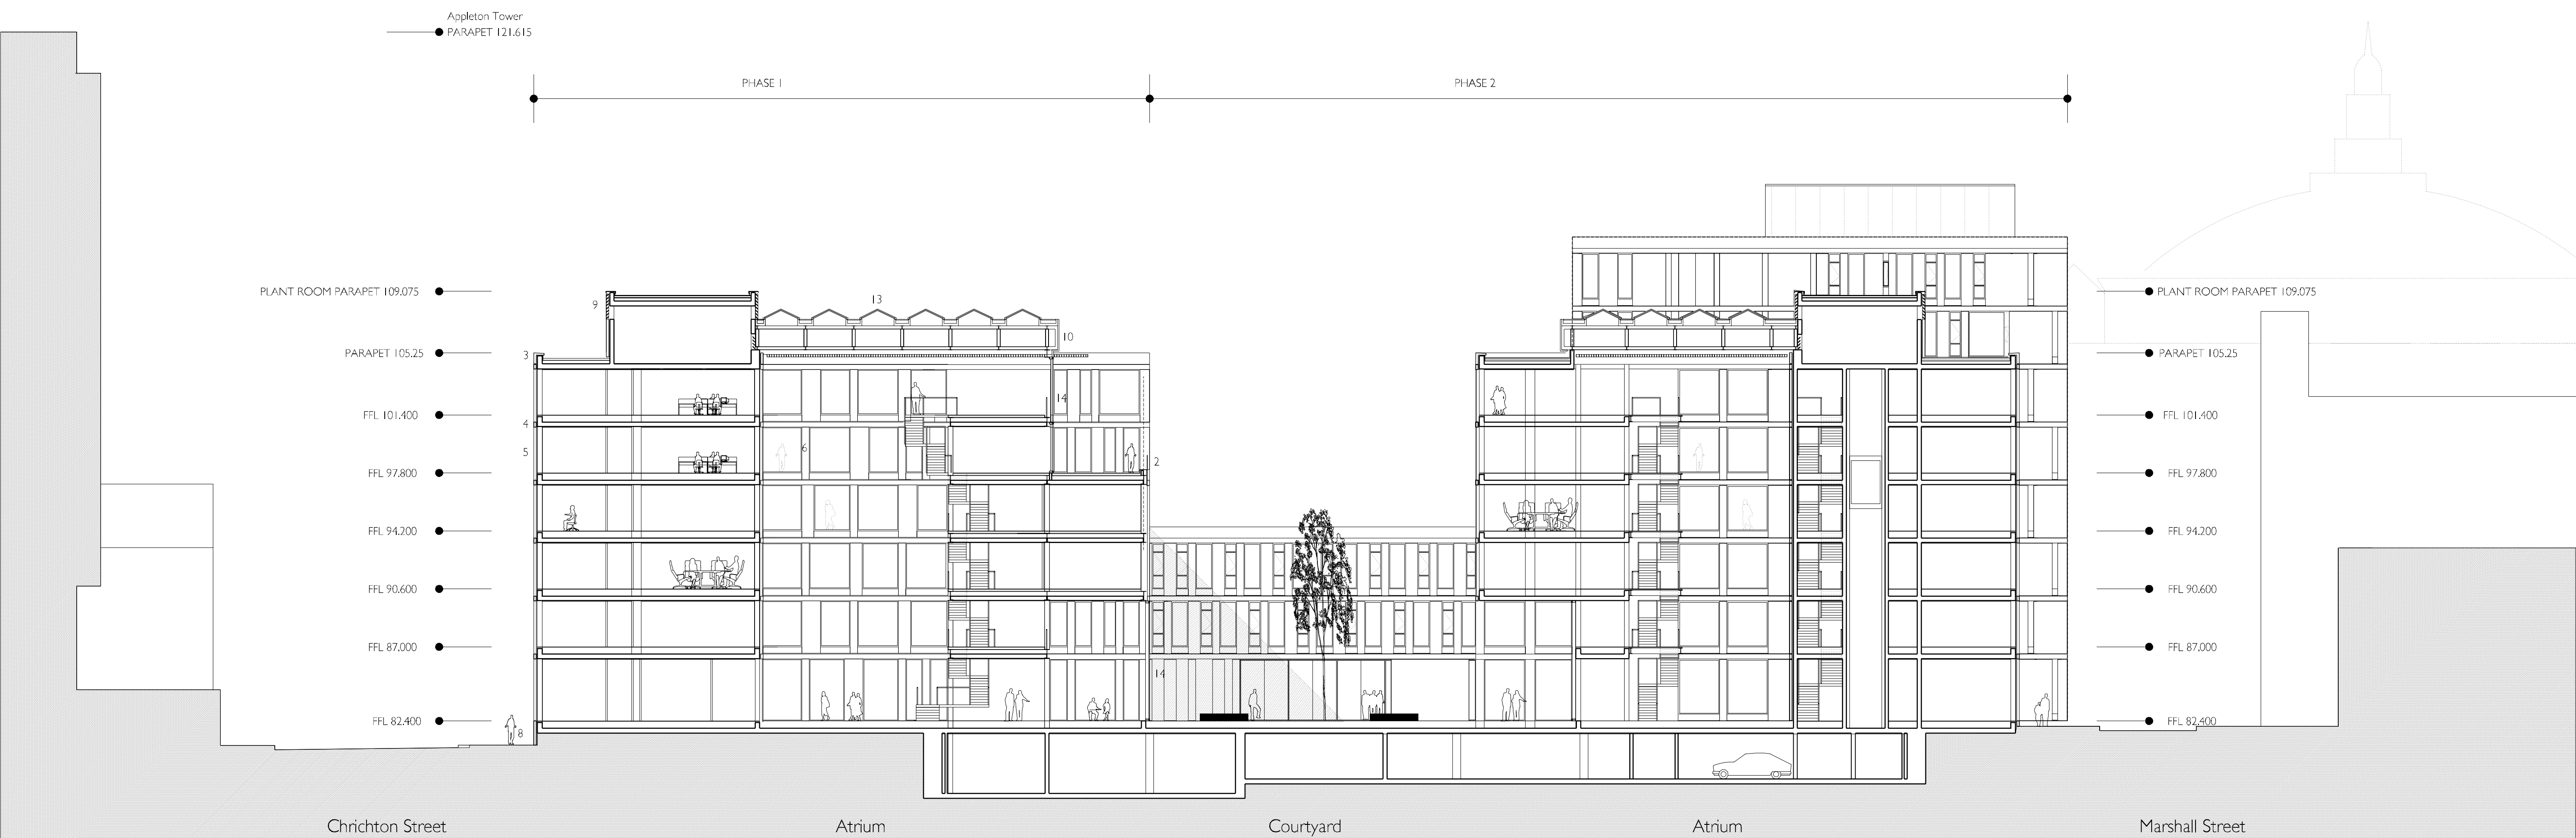 Appleton Tower
PARAPET 121.615
PHASE 1
PHASE 2
PLANT ROOM PARAPET 109.075
PARAPET 105.25
FFL 101.400
FFL 97.800
FFL 94.200
FFL 90.600
FFL 87.000
FFL 82.400
9
13
10
3
14
4
5
6
2
14
8
PLANT ROOM PARAPET 109.075
PARAPET 105.25
FFL 101.400
FFL 97.800
FFL 94.200
FFL 90.600
FFL 87.000
FFL 82.400
Chrichton Street
Atrium
Courtyard
Atrium
Marshall Street